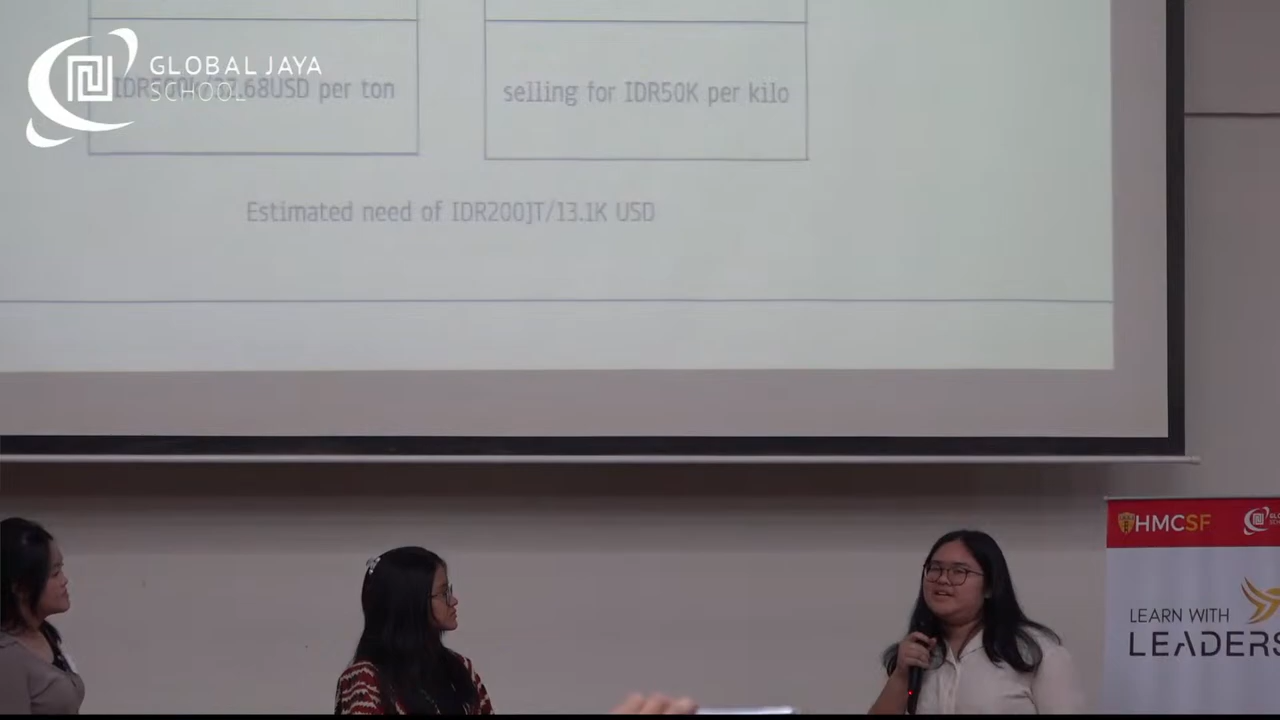 GLOBAL JAYA
SCHOOL
per ton
selling for IDR50K per kilo
Estimated need of IDR200JT/13.1K USD
HMCSF
LEARN WITH
LEADERS